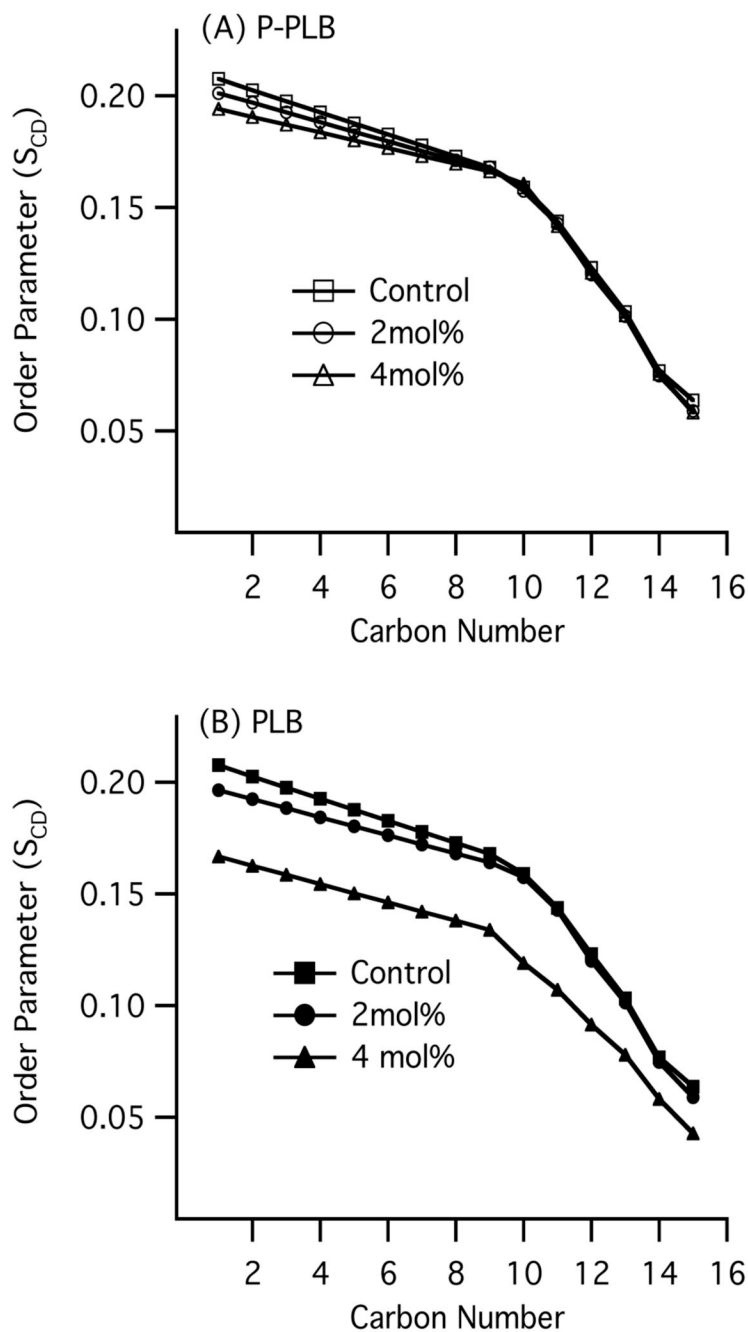 (A) P-PLB
Order Parameter (S_CD)
0.20
0.15
0.10
0.05
Control
2mol%
4mol%
2 4 6 8 10 12 14 16
Carbon Number
(B) PLB
Order Parameter (S_CD)
0.20
0.15
0.10
0.05
Control
2mol%
4 mol%
2 4 6 8 10 12 14 16
Carbon Number